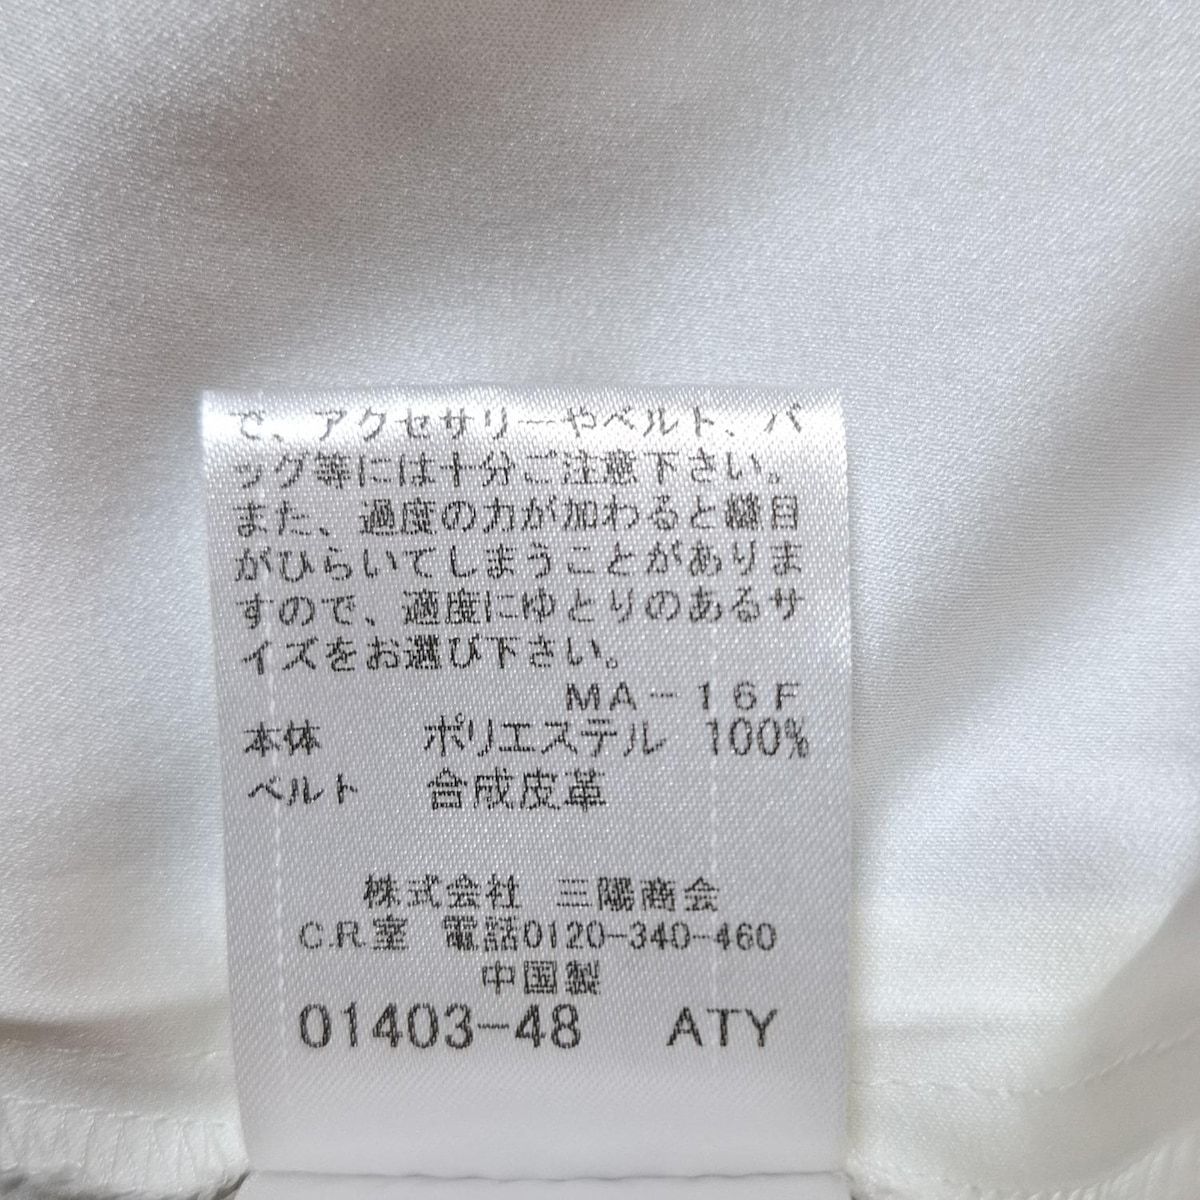 で、アクセサリーやベルト、バ
ッグ等には十分ご注意下さい。
また、過度の力が加わると縫目
がひらいてしまうことがありま
すので、適度にゆとりのあるサ
イズをお選び下さい。
MA-16F
本体 ポリエステル 100%
ベルト 合成皮革
株式会社 三陽商会
C.R.室 電話0120-340-460
中国製
01403-48 ATY